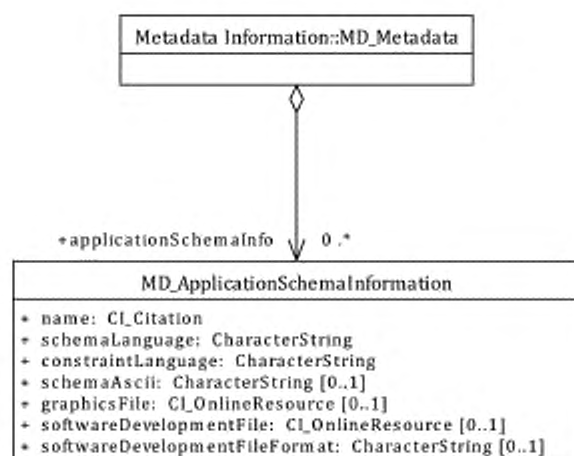 Metadata Information::MD_Metadata
+applicationSchemaInfo 0..*
MD_ApplicationSchemaInformation
+ name: CI_Citation
+ schemaLanguage: CharacterString
+ constraintLanguage: CharacterString
+ schemaAscii: CharacterString [0..1]
+ graphicsFile: CI_OnlineResource [0..1]
+ softwareDevelopmentFile: CI_OnlineResource [0..1]
+ softwareDevelopmentFileFormat: CharacterString [0..1]